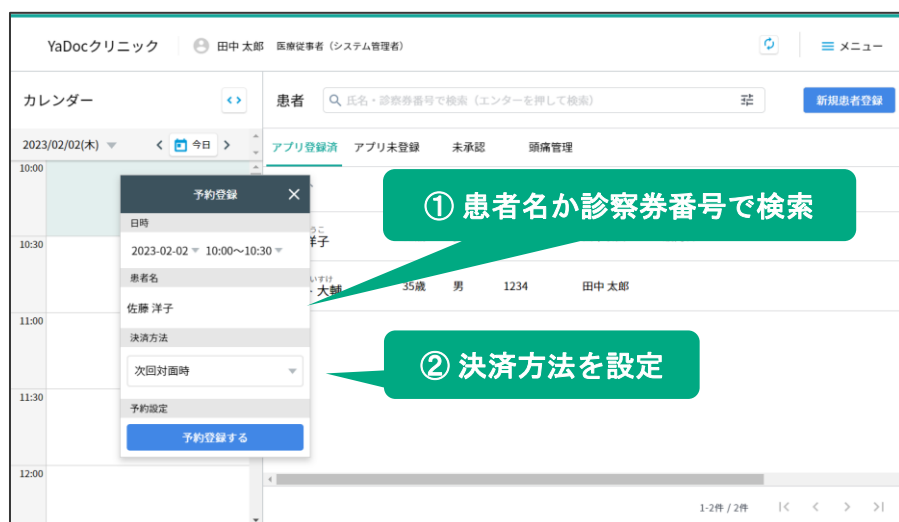 YaDocクリニック 田中 太郎 医療従事者（システム管理者） メニュー
カレンダー
患者 氏名・診察券番号で検索（エンターを押して検索） 新規患者登録
2023/02/02(木) 今日
アプリ登録済 アプリ未登録 未承認 頭痛管理
10:00
予約登録
① 患者名か診察券番号で検索
日時
10:30
洋子
2023-02-02 10:00〜10:30
患者名
いすけ
大輔 35歳 男 1234 田中 太郎
佐藤 洋子
11:00
決済方法
② 決済方法を設定
次回対面時
11:30
予約設定
予約登録する
12:00
1-2件 / 2件